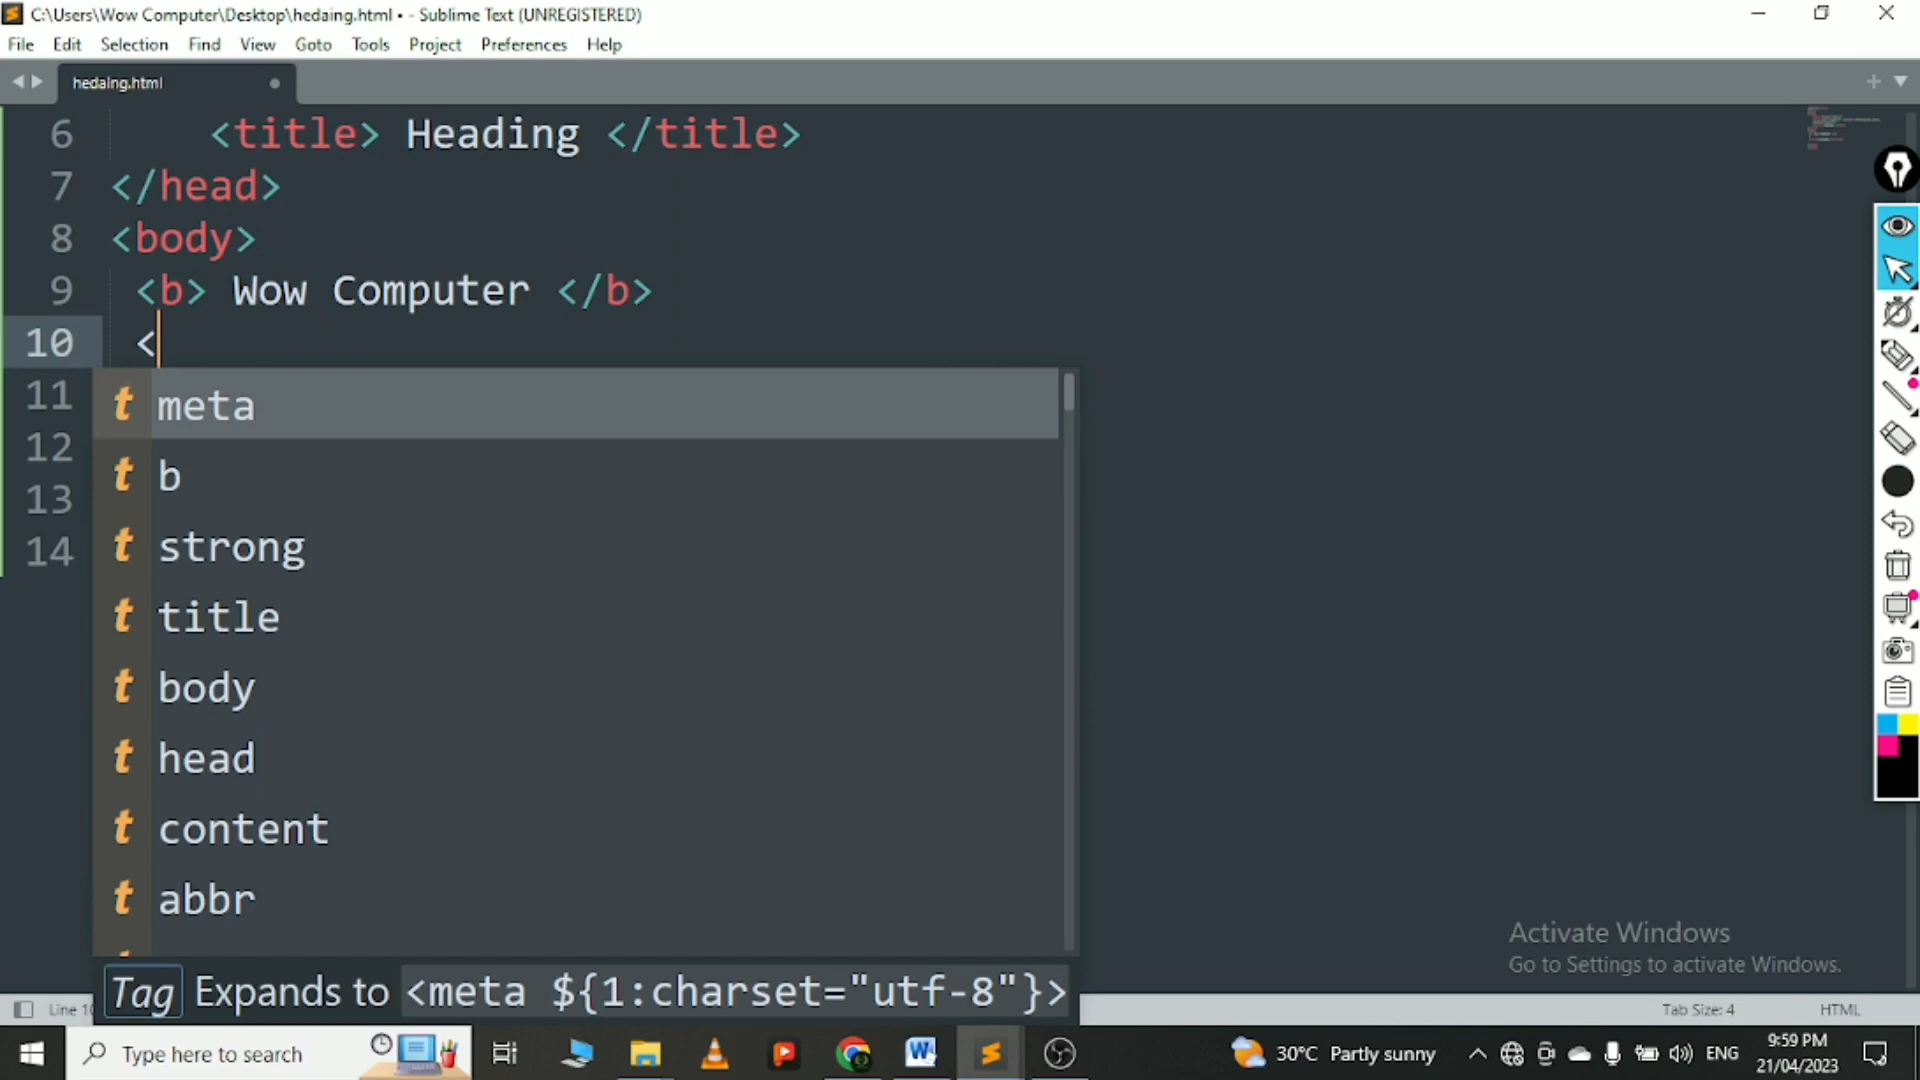 C:\Users\Wow Computer\Desktop\hedaing.html • - Sublime Text (UNREGISTERED)
File Edit Selection Find View Goto Tools Project Preferences Help
hedaing.html
6 <title> Heading </title>
7 </head>
8 <body>
9 <b> Wow Computer </b>
10 <
11
12
13
14
t meta
t b
t strong
t title
t body
t head
t content
t abbr
Tag Expands to <meta ${1:charset="utf-8"}>
Activate Windows
Go to Settings to activate Windows.
Line 10
Tab Size: 4
HTML
Type here to search
30°C Partly sunny
ENG
9:59 PM
21/04/2023